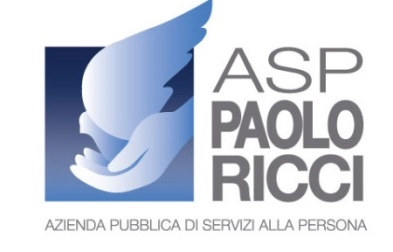 ASP
PAOLO
RICCI
AZIENDA PUBBLICA DI SERVIZI ALLA PERSONA